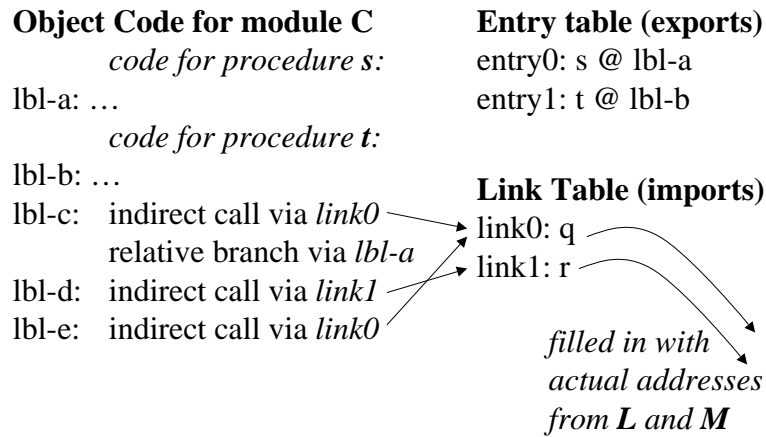 Object Code for module C
code for procedure s:
lbl-a: …
code for procedure t:
lbl-b: …
lbl-c: indirect call via link0
relative branch via lbl-a
lbl-d: indirect call via link1
lbl-e: indirect call via link0
Entry table (exports)
entry0: s @ lbl-a
entry1: t @ lbl-b
Link Table (imports)
link0: q
link1: r
filled in with
actual addresses
from L and M